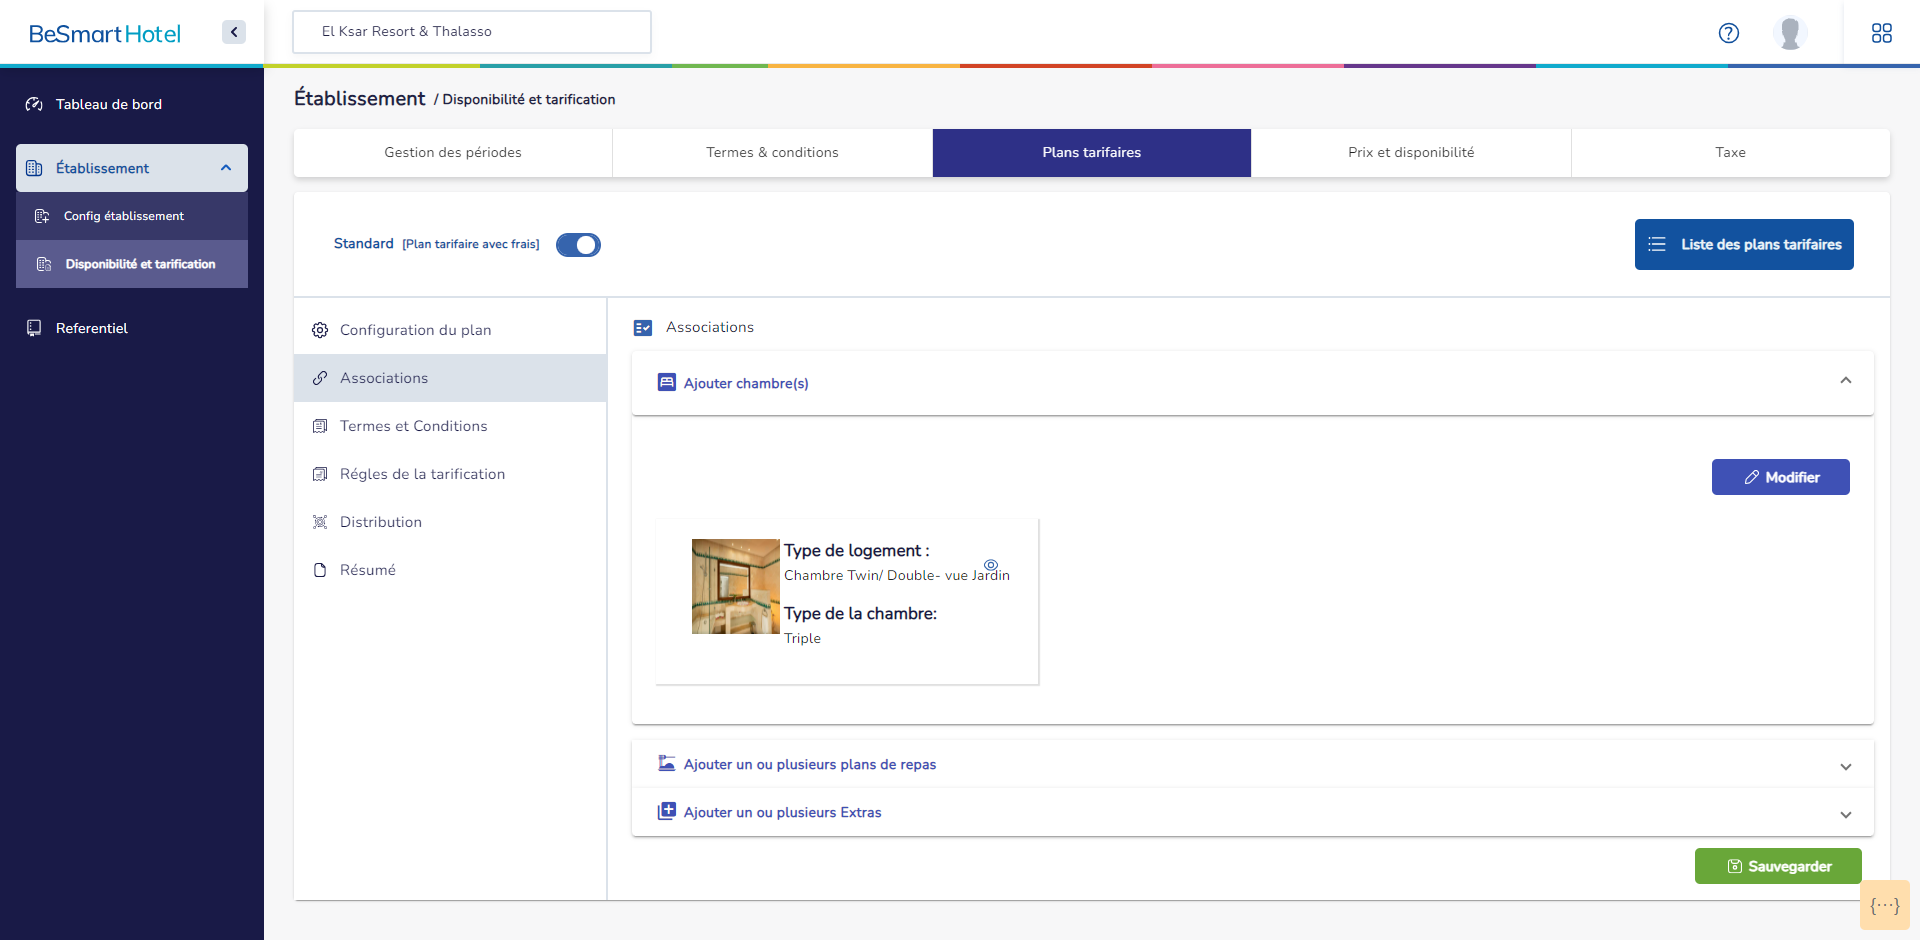 BeSmart Hotel
El Ksar Resort & Thalasso
Tableau de bord
Établissement
Config établissement
Disponibilité et tarification
Referentiel
Établissement / Disponibilité et tarification
Gestion des périodes
Termes & conditions
Plans tarifaires
Prix et disponibilité
Taxe
Standard [Plan tarifaire avec frais]
Liste des plans tarifaires
Configuration du plan
Associations
Termes et Conditions
Régles de la tarification
Distribution
Résumé
Associations
Ajouter chambre(s)
Modifier
Type de logement :
Chambre Twin/ Double- vue Jardin
Type de la chambre:
Triple
Ajouter un ou plusieurs plans de repas
Ajouter un ou plusieurs Extras
Sauvegarder
{···}